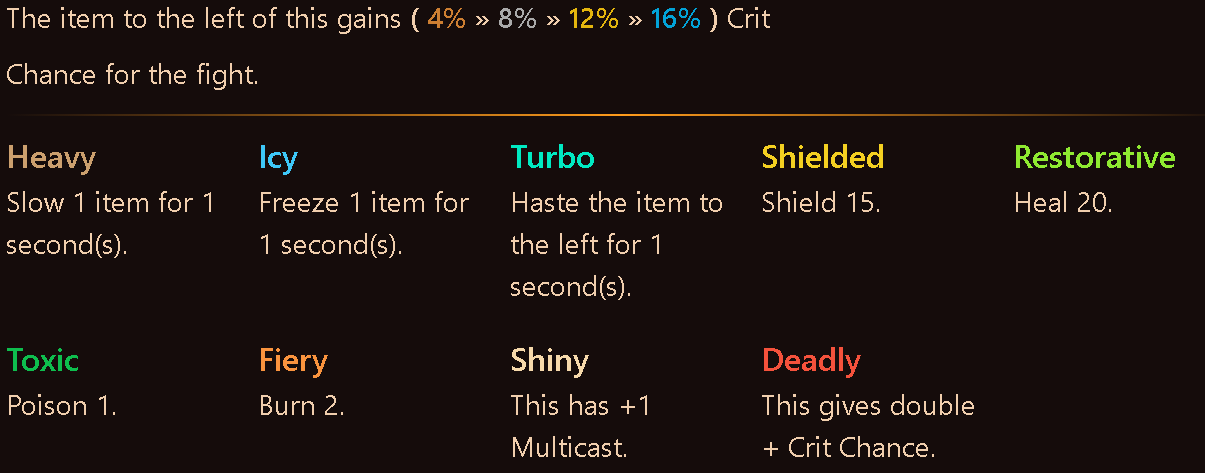 The item to the left of this gains ( 4% » 8% » 12% » 16% ) Crit
Chance for the fight.
Heavy
Slow 1 item for 1
second(s).
Icy
Freeze 1 item for
1 second(s).
Turbo
Haste the item to
the left for 1
second(s).
Shielded
Shield 15.
Restorative
Heal 20.
Toxic
Poison 1.
Fiery
Burn 2.
Shiny
This has +1
Multicast.
Deadly
This gives double
+ Crit Chance.